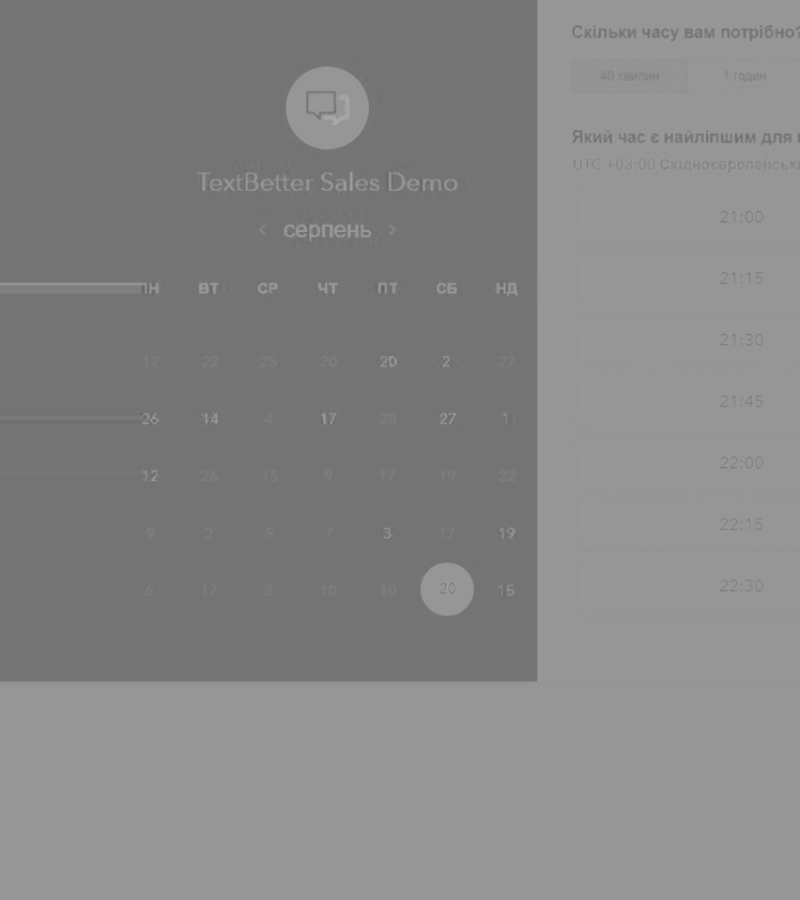 TextBetter Sales Demo
‹ серпень ›
ПН ВТ СР ЧТ ПТ СБ НД
12 22 25 20 20 2 27
26 14 4 17 28 27 1
12 26 15 9 17 19 22
9 2 5 7 3 17 19
6 17 8 10 10 20 15
Скільки часу вам потрібно?
40 хвилин 1 годин
Який час є найліпшим для
UTC +03:00
21:00
21:15
21:30
21:45
22:00
22:15
22:30